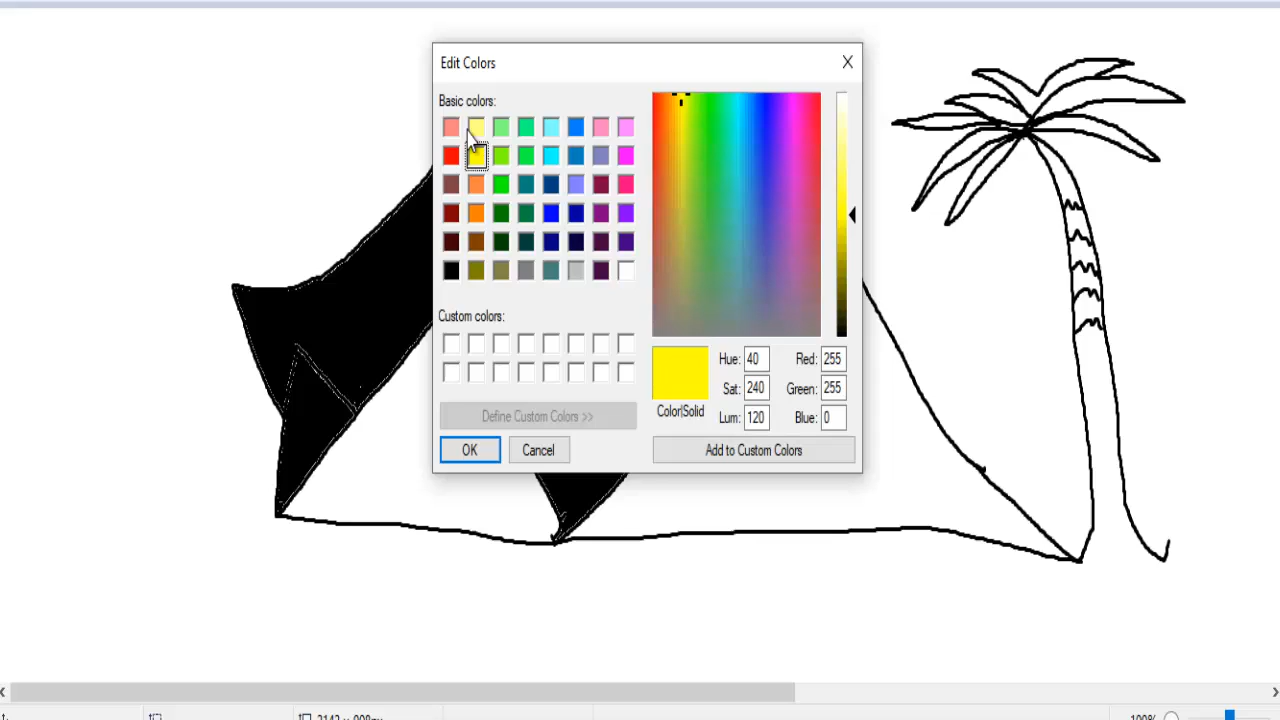 Edit Colors
Basic colors:
Custom colors:
Define Custom Colors >>
OK Cancel
Hue: 40 Red: 255
Sat: 240 Green: 255
Color|Solid
Lum: 120 Blue: 0
Add to Custom Colors
100%